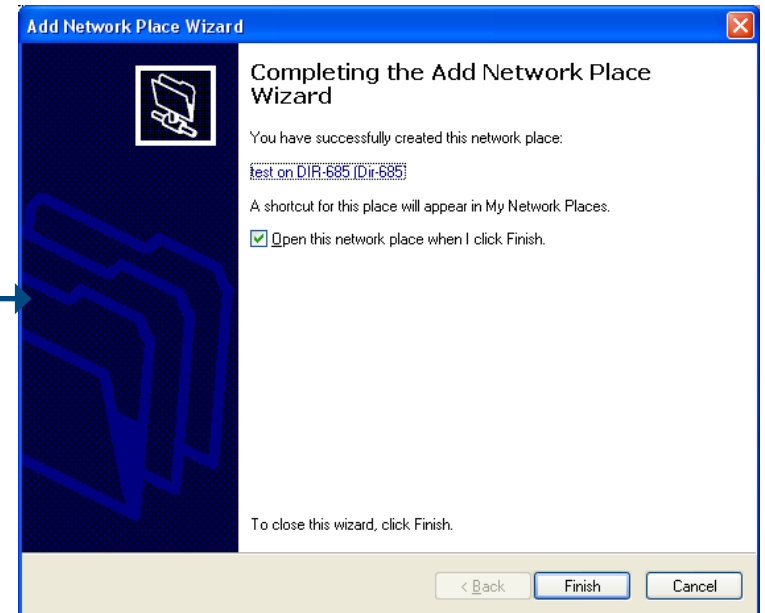 Add Network Place Wizard
Completing the Add Network Place
Wizard
You have successfully created this network place:
test on DIR-685 (Dir-685)
A shortcut for this place will appear in My Network Places.
Open this network place when I click Finish.
To close this wizard, click Finish.
< Back Finish Cancel